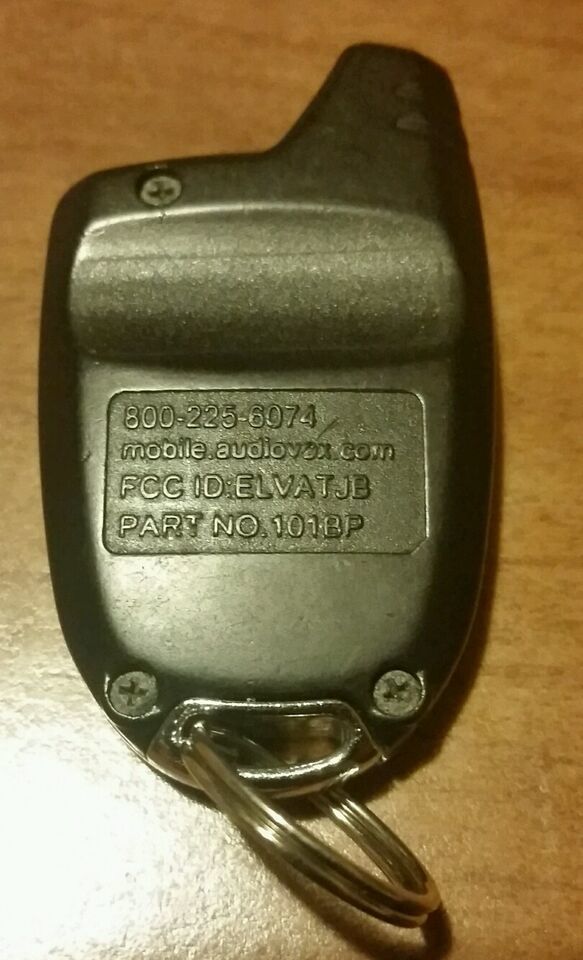 800-225-6074
mobile.audiovox.com
FCC ID:ELVATJB
PART NO.101BP